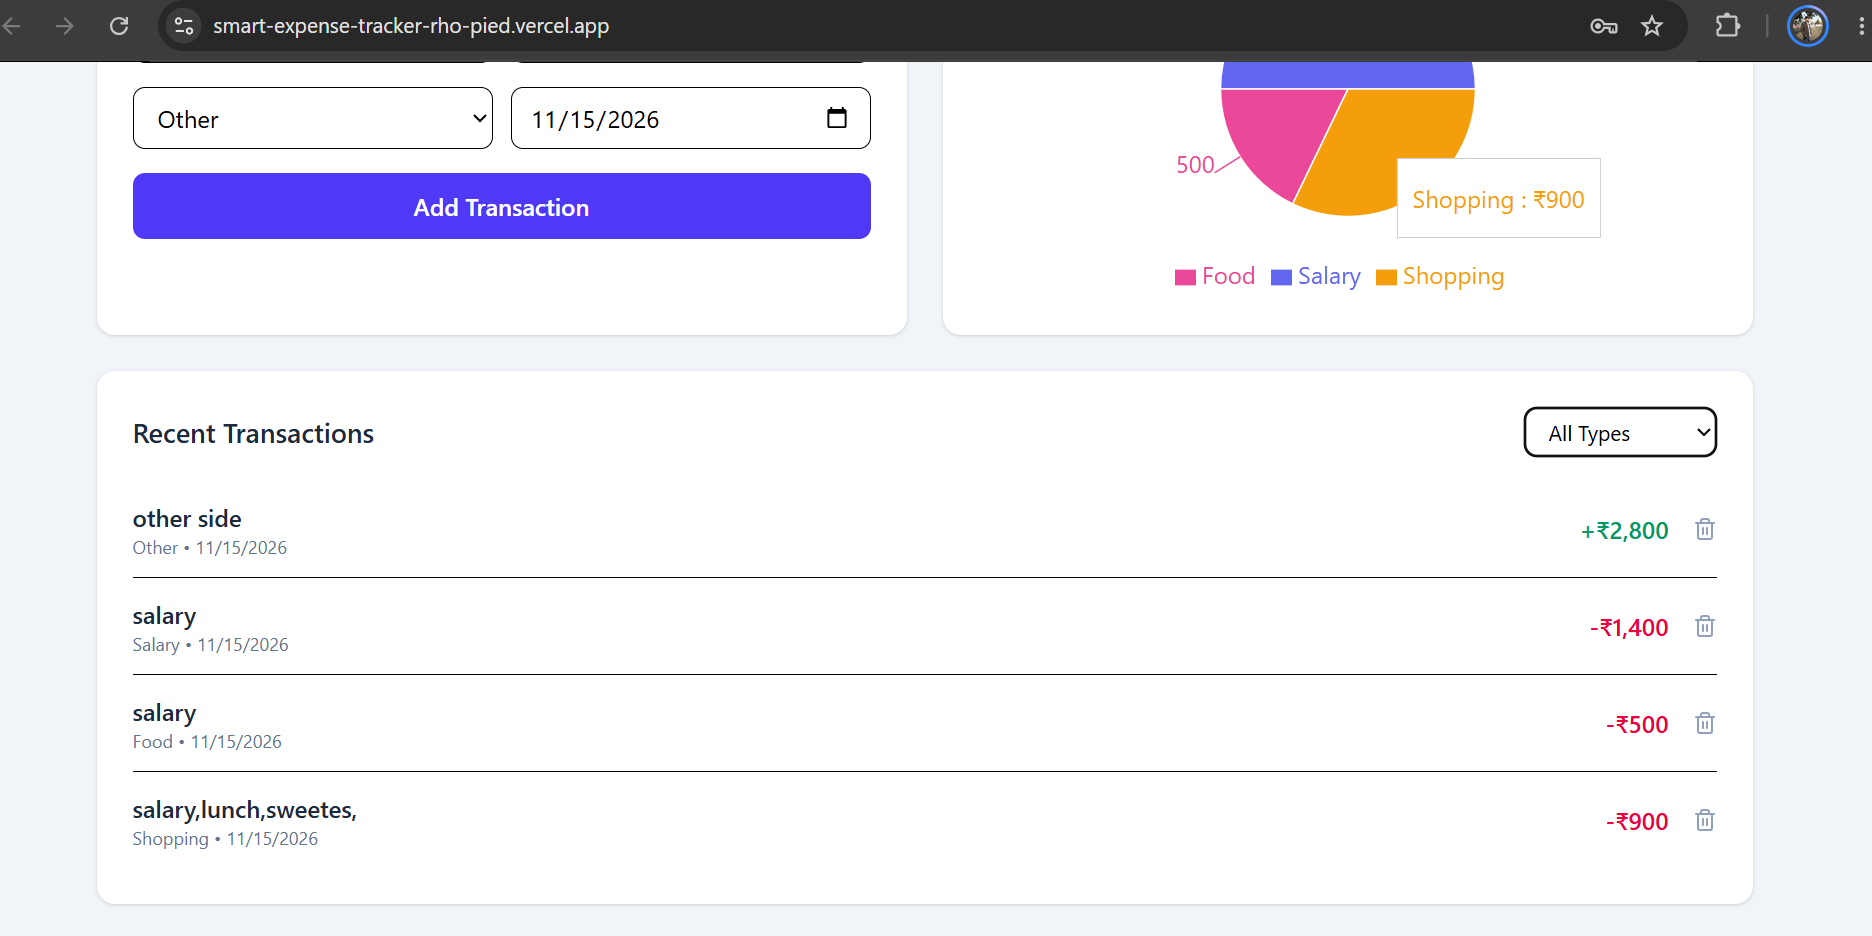 smart-expense-tracker-rho-pied.vercel.app
Other
11/15/2026
Add Transaction
500
Shopping : ₹900
Food
Salary
Shopping
Recent Transactions
All Types
other side
+₹2,800
Other • 11/15/2026
salary
-₹1,400
Salary • 11/15/2026
salary
-₹500
Food • 11/15/2026
salary,lunch,sweetes,
-₹900
Shopping • 11/15/2026